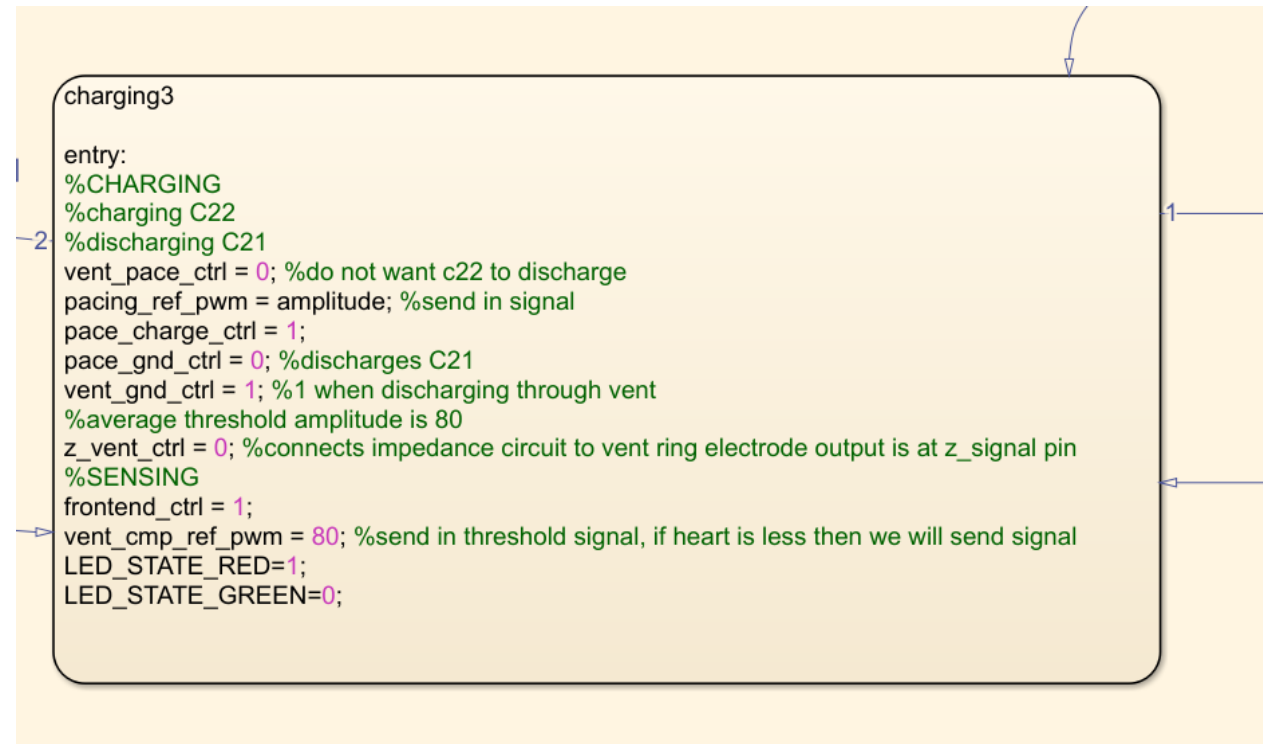 charging3
entry:
%CHARGING
%charging C22
%discharging C21
vent_pace_ctrl = 0; %do not want c22 to discharge
pacing_ref_pwm = amplitude; %send in signal
pace_charge_ctrl = 1;
pace_gnd_ctrl = 0; %discharges C21
vent_gnd_ctrl = 1; %1 when discharging through vent
%average threshold amplitude is 80
z_vent_ctrl = 0; %connects impedance circuit to vent ring electrode output is at z_signal pin
%SENSING
frontend_ctrl = 1;
vent_cmp_ref_pwm = 80; %send in threshold signal, if heart is less then we will send signal
LED_STATE_RED=1;
LED_STATE_GREEN=0;
2
1